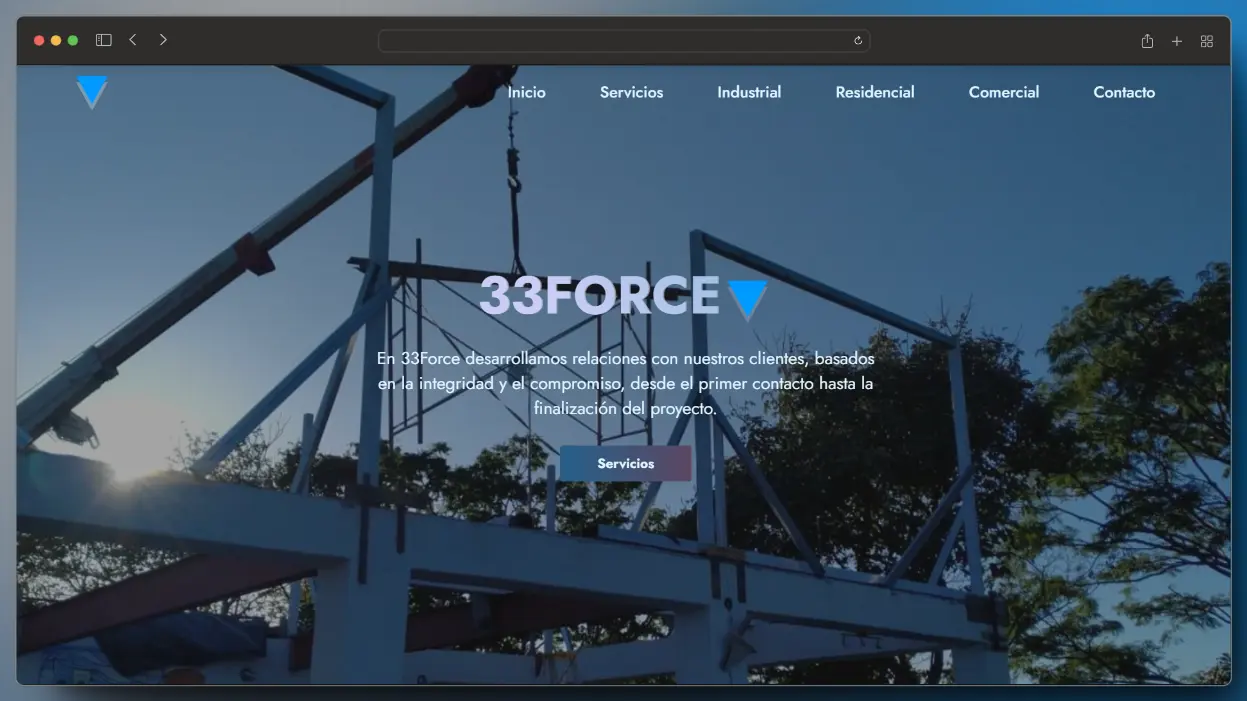 Inicio Servicios Industrial Residencial Comercial Contacto
33FORCE
En 33Force desarrollamos relaciones con nuestros clientes, basados
en la integridad y el compromiso, desde el primer contacto hasta la
finalización del proyecto.
Servicios